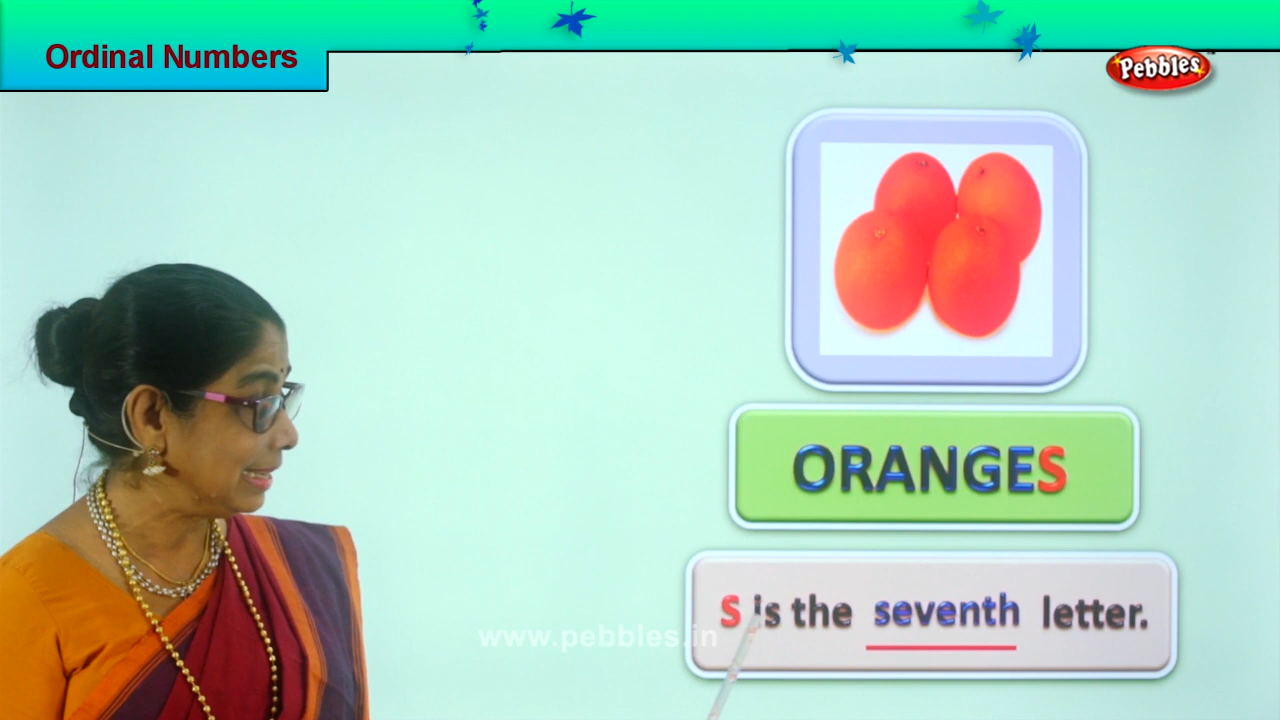 Ordinal Numbers
Pebbles
ORANGES
S is the seventh letter.
www.pebbles.in